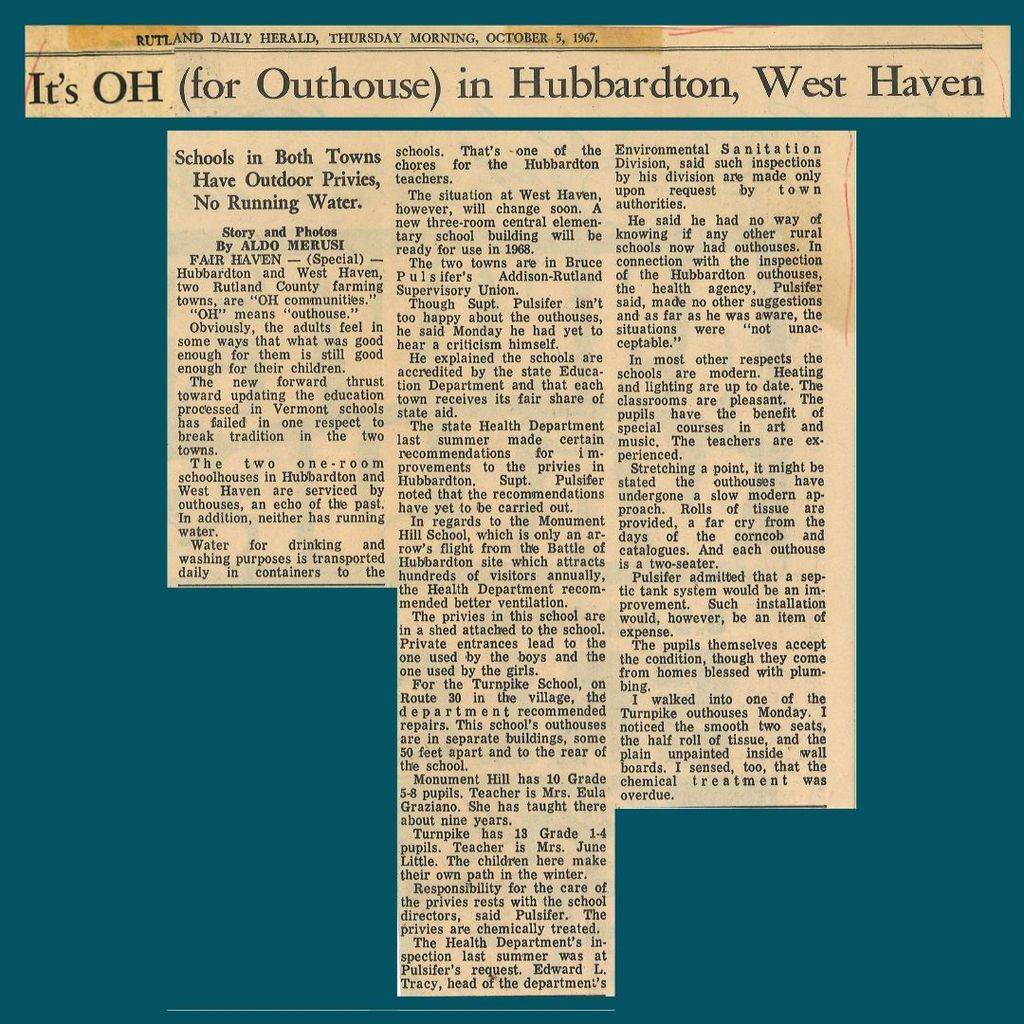 RUTLAND DAILY HERALD, THURSDAY MORNING, OCTOBER 5, 1967.
It's OH (for Outhouse) in Hubbardton, West Haven
Schools in Both Towns
Have Outdoor Privies,
No Running Water.
Story and Photos
By ALDO MERUSI
FAIR HAVEN — (Special) —
Hubbardton and West Haven,
two Rutland County farming
towns, are "OH communities."
"OH" means "outhouse."
Obviously, the adults feel in
some ways that what was good
enough for them is still good
enough for their children.
The new forward thrust
toward updating the education
processed in Vermont schools
has failed in one respect to
break tradition in the two
towns.
The two one-room
schoolhouses in Hubbardton and
West Haven are serviced by
outhouses, an echo of the past.
In addition, neither has running
water.
Water for drinking and
washing purposes is transported
daily in containers to the
schools. That's one of the
chores for the Hubbardton
teachers.
The situation at West Haven,
however, will change soon. A
new three-room central elemen-
tary school building will be
ready for use in 1968.
The two towns are in Bruce
Pulsifer's Addison-Rutland
Supervisory Union.
Though Supt. Pulsifer isn't
too happy about the outhouses,
he said Monday he had yet to
hear a criticism himself.
He explained the schools are
accredited by the state Educa-
tion Department and that each
town receives its fair share of
state aid.
The state Health Department
last summer made certain
recommendations for im-
provements to the privies in
Hubbardton. Supt. Pulsifer
noted that the recommendations
have yet to be carried out.
In regards to the Monument
Hill School, which is only an ar-
row's flight from the Battle of
Hubbardton site which attracts
hundreds of visitors annually,
the Health Department recom-
mended better ventilation.
The privies in this school are
in a shed attached to the school.
Private entrances lead to the
one used by the boys and the
one used by the girls.
For the Turnpike School, on
Route 30 in the village, the
department recommended
repairs. This school's outhouses
are in separate buildings, some
50 feet apart and to the rear of
the school.
Monument Hill has 10 Grade
5-8 pupils. Teacher is Mrs. Eula
Graziano. She has taught there
about nine years.
Turnpike has 13 Grade 1-4
pupils. Teacher is Mrs. June
Little. The children here make
their own path in the winter.
Responsibility for the care of
the privies rests with the school
directors, said Pulsifer. The
privies are chemically treated.
The Health Department's in-
spection last summer was at
Pulsifer's request. Edward L.
Tracy, head of the department's
Environmental Sanitation
Division, said such inspections
by his division are made only
upon request by town
authorities.
He said he had no way of
knowing if any other rural
schools now had outhouses. In
connection with the inspection
of the Hubbardton outhouses,
the health agency, Pulsifer
said, made no other suggestions
and as far as he was aware, the
situations were "not unac-
ceptable."
In most other respects the
schools are modern. Heating
and lighting are up to date. The
classrooms are pleasant. The
pupils have the benefit of
special courses in art and
music. The teachers are ex-
perienced.
Stretching a point, it might be
stated the outhouses have
undergone a slow modern ap-
proach. Rolls of tissue are
provided, a far cry from the
days of the corncob and
catalogues. And each outhouse
is a two-seater.
Pulsifer admitted that a sep-
tic tank system would be an im-
provement. Such installation
would, however, be an item of
expense.
The pupils themselves accept
the condition, though they come
from homes blessed with plum-
bing.
I walked into one of the
Turnpike outhouses Monday. I
noticed the smooth two seats,
the half roll of tissue, and the
plain unpainted inside wall
boards. I sensed, too, that the
chemical treatment was
overdue.